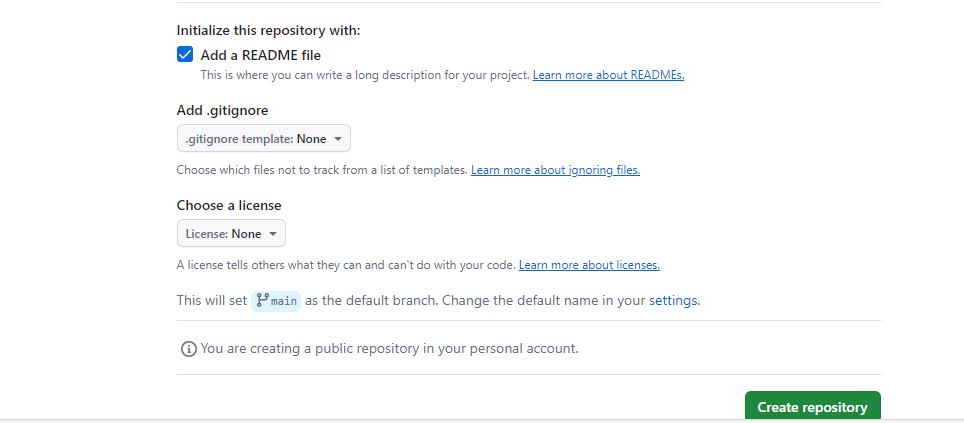 Initialize this repository with:
Add a README file
This is where you can write a long description for your project. Learn more about READMEs.
Add .gitignore
.gitignore template: None
Choose which files not to track from a list of templates. Learn more about ignoring files.
Choose a license
License: None
A license tells others what they can and can't do with your code. Learn more about licenses.
This will set main as the default branch. Change the default name in your settings.
You are creating a public repository in your personal account.
Create repository